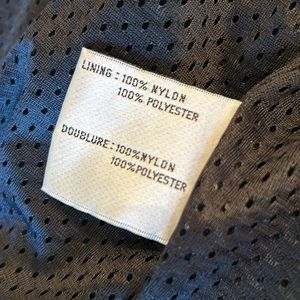 LINING : 100% NYLON
100% POLYESTER
DOUBLURE : 100% NYLON
100% POLYESTER